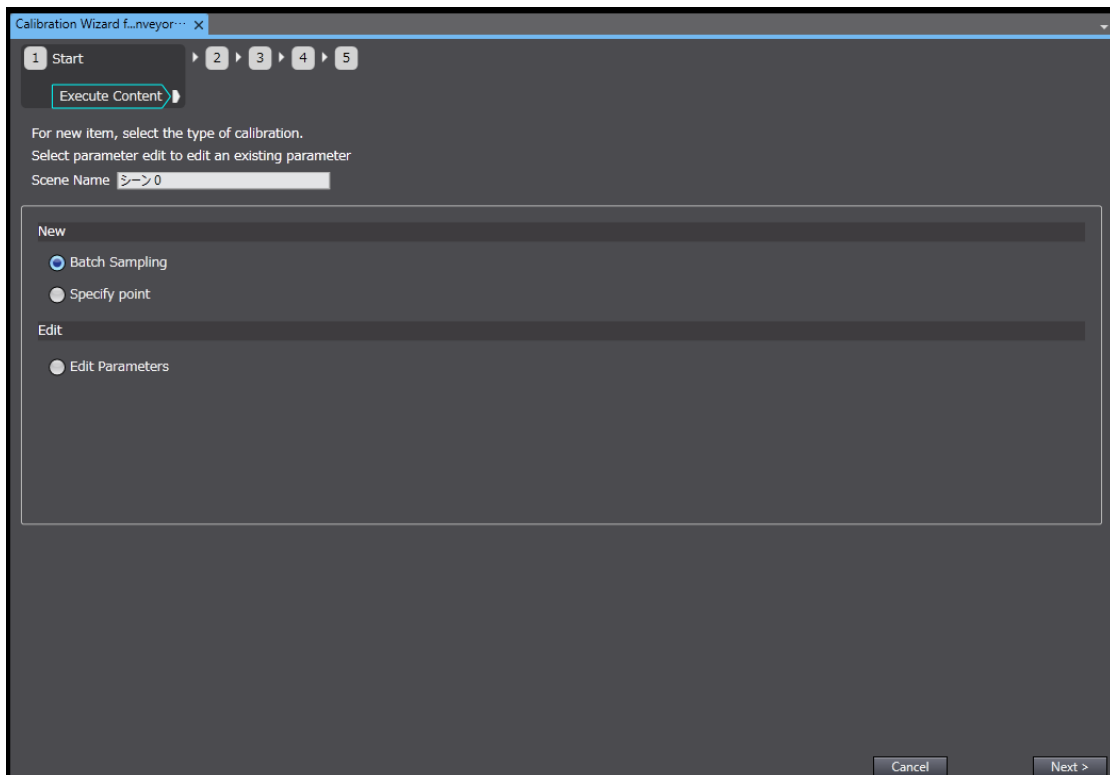 Calibration Wizard f...nveyor...
1 Start 2 3 4 5
Execute Content
For new item, select the type of calibration.
Select parameter edit to edit an existing parameter
Scene Name シーン0
New
Batch Sampling
Specify point
Edit
Edit Parameters
Cancel Next >